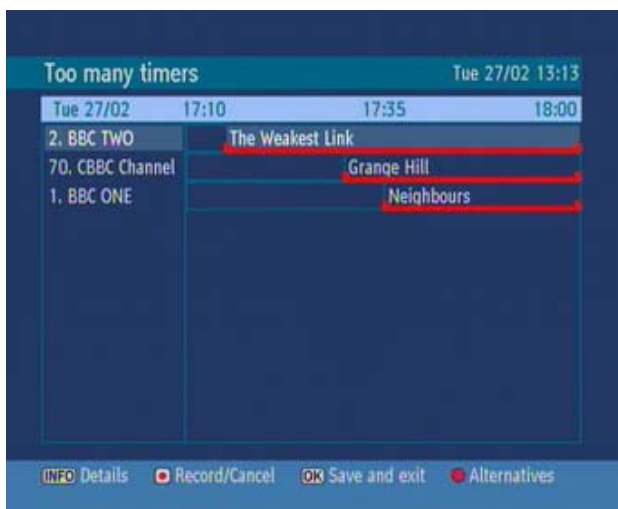 Too many timers Tue 27/02 13:13
Tue 27/02 17:10 17:35 18:00
2. BBC TWO The Weakest Link
70. CBBC Channel Grange Hill
1. BBC ONE Neighbours
INFO Details Record/Cancel OK Save and exit Alternatives